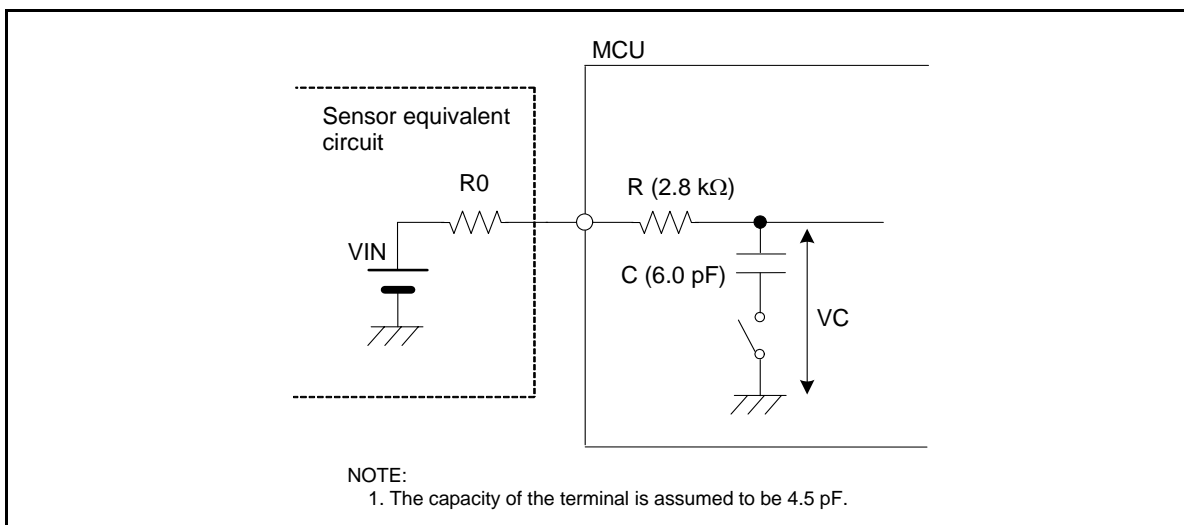 MCU
Sensor equivalent
circuit
R0
R (2.8 kΩ)
VIN
C (6.0 pF)
VC
NOTE:
1. The capacity of the terminal is assumed to be 4.5 pF.